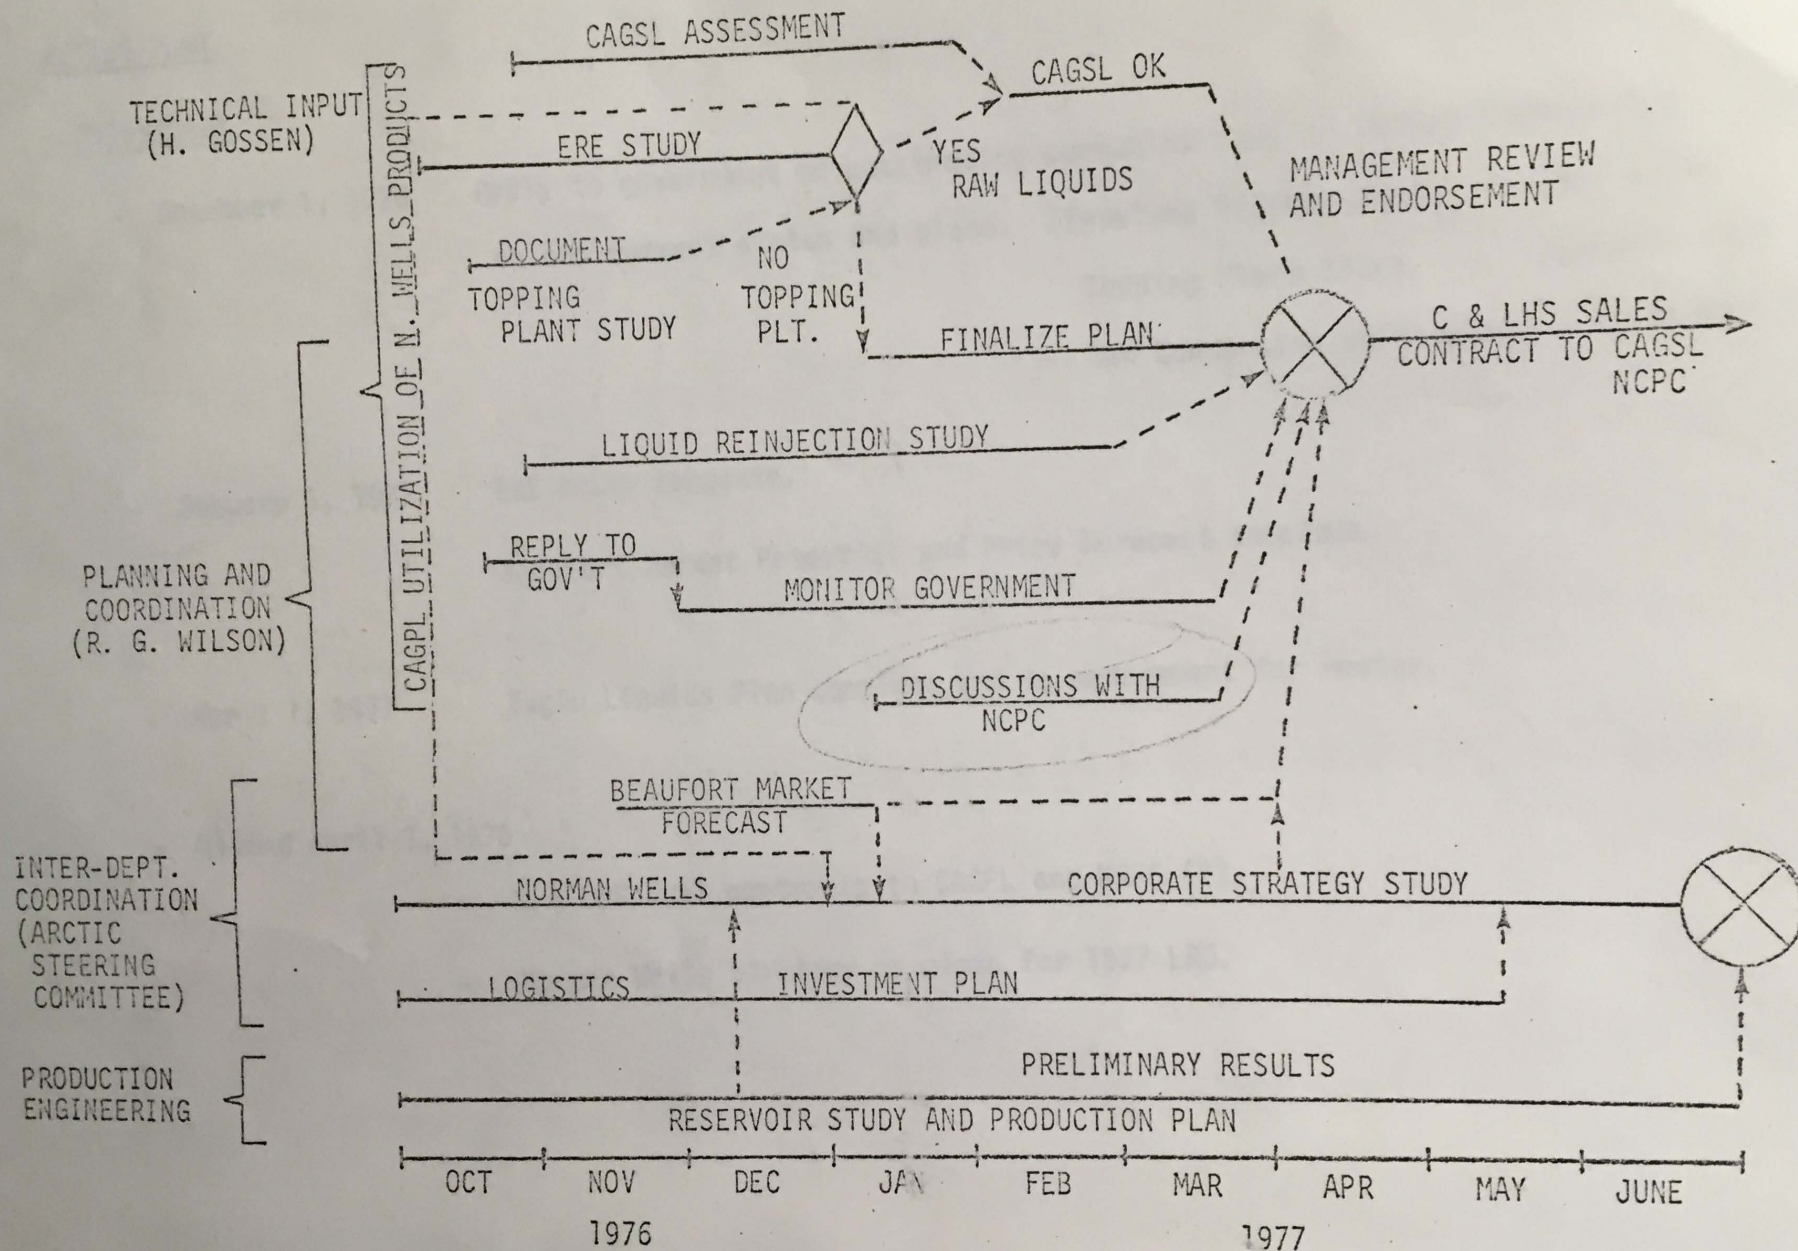 CAGSL ASSESSMENT
CAGSL OK
TECHNICAL INPUT
(H. GOSSEN)
CAGPL UTILIZATION OF N. WELLS PRODUCTS
ERE STUDY
YES
RAW LIQUIDS
MANAGEMENT REVIEW
AND ENDORSEMENT
DOCUMENT
TOPPING
PLANT STUDY
NO
TOPPING
PLT.
FINALIZE PLAN
C & LHS SALES
CONTRACT TO CAGSL
NCPC
LIQUID REINJECTION STUDY
REPLY TO
GOV'T
MONITOR GOVERNMENT
PLANNING AND
COORDINATION
(R. G. WILSON)
DISCUSSIONS WITH
NCPC
BEAUFORT MARKET
FORECAST
INTER-DEPT.
COORDINATION
(ARCTIC
STEERING
COMMITTEE)
NORMAN WELLS
CORPORATE STRATEGY STUDY
LOGISTICS
INVESTMENT PLAN
PRODUCTION
ENGINEERING
PRELIMINARY RESULTS
RESERVOIR STUDY AND PRODUCTION PLAN
OCT NOV DEC JAN FEB MAR APR MAY JUNE
1976 1977